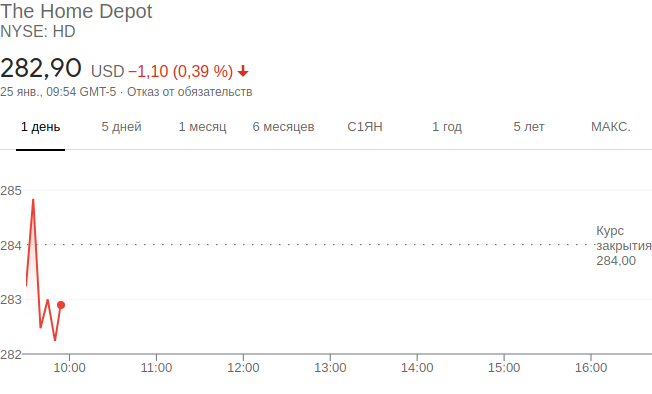 The Home Depot
NYSE: HD
282,90 USD −1,10 (0,39 %)
25 янв., 09:54 GMT-5 · Отказ от обязательств
1 день 5 дней 1 месяц 6 месяцев С1ЯН 1 год 5 лет МАКС.
285
284
283
282
Курс
закрытия
284,00
10:00 11:00 12:00 13:00 14:00 15:00 16:00